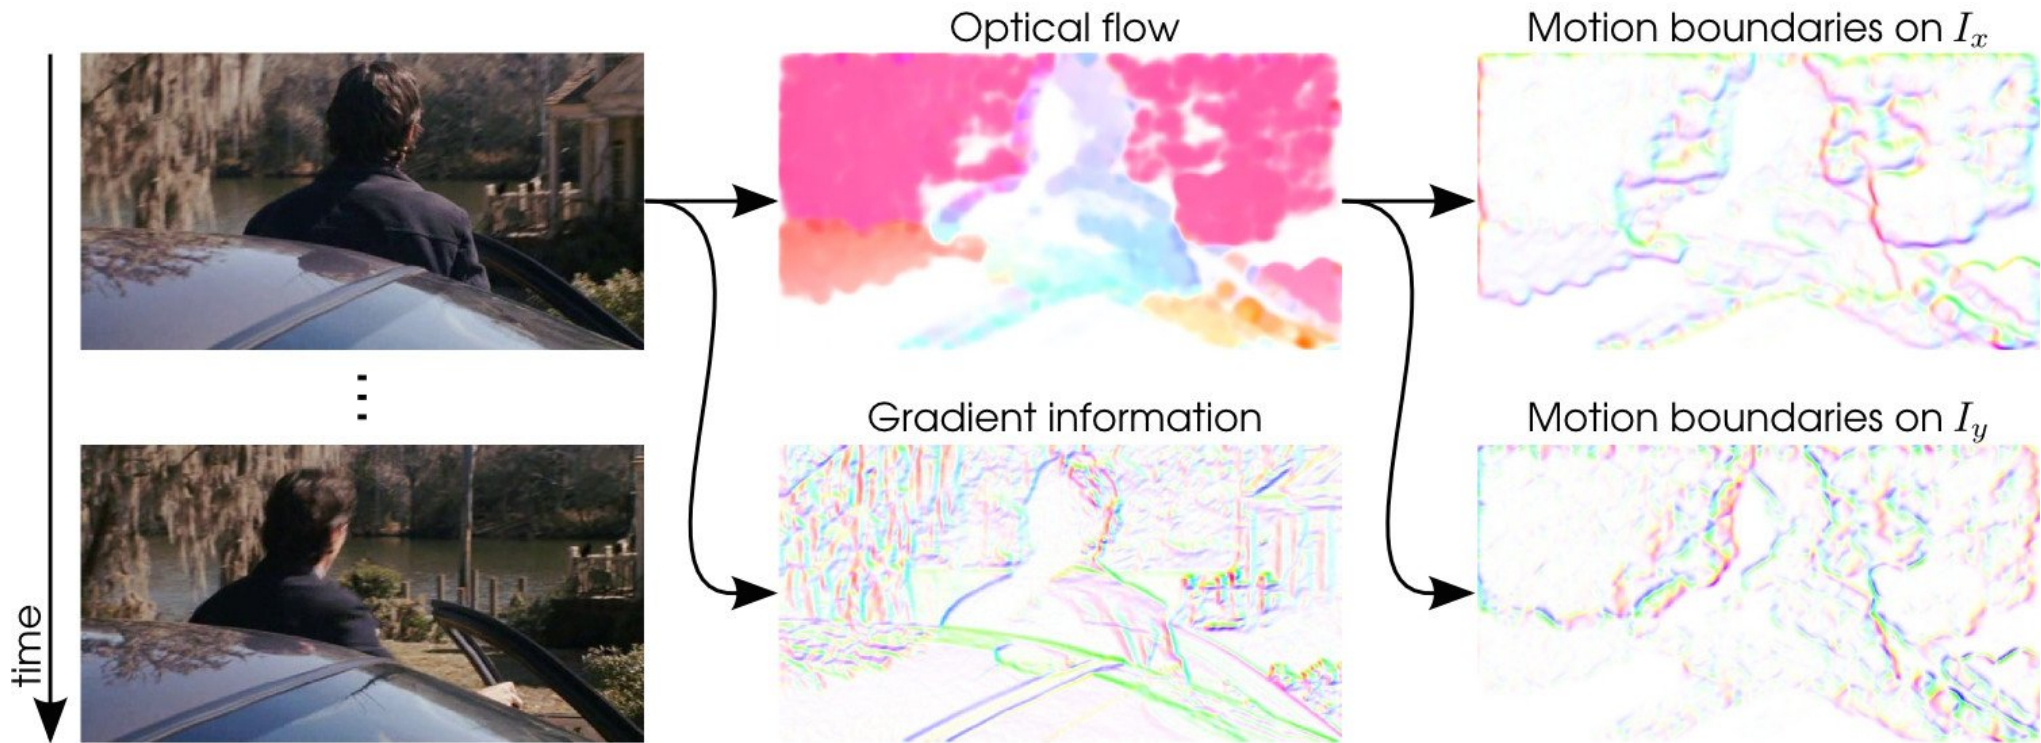 Optical flow
Motion boundaries on I_x
Gradient information
Motion boundaries on I_y
time